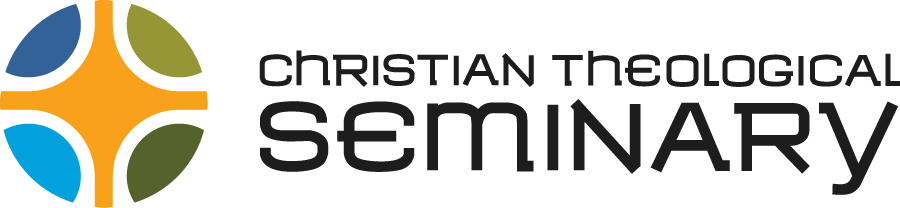 CHRISTIAN THEOLOGICAL
SEMINARY